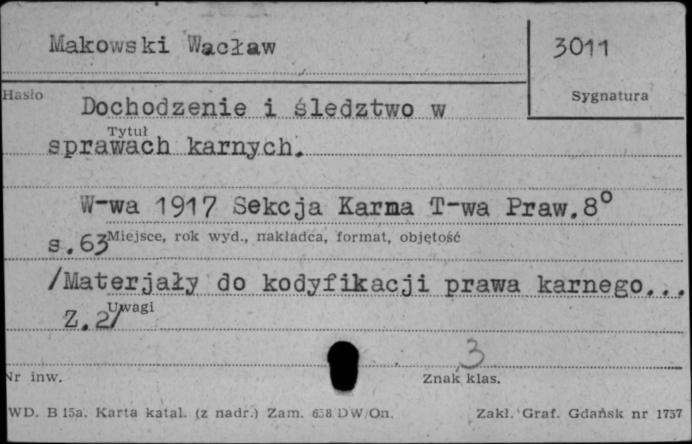 Makowski Wacław
3011
Hasło
Sygnatura
Dochodzenie i śledztwo w
Tytuł
sprawach karnych.
W-wa 1917 Sekcja Karna T-wa Praw.8°
s.63 Miejsce, rok wyd., nakładca, format, objętość
/Materjały do kodyfikacji prawa karnego...
Uwagi
Z.2/
3
Nr inw.
Znak klas.
WD. B 15a. Karta katal. (z nadr.) Zam. 658 DW/On.
Zakł. Graf. Gdańsk nr 1757